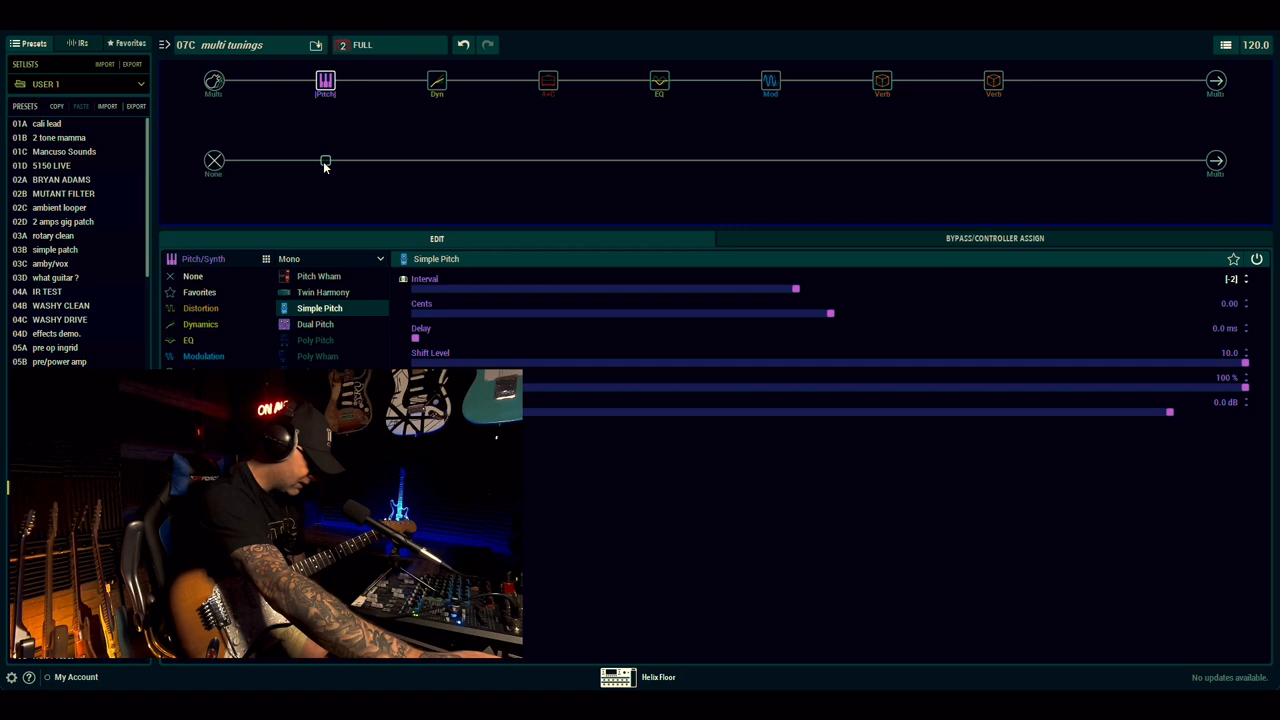 Presets IRs Favorites
07C multi tunings 2 FULL 120.0
SETLISTS IMPORT EXPORT
USER 1
PRESETS COPY PASTE IMPORT EXPORT
01A cali lead
01B 2 tone mamma
01C Mancuso Sounds
01D 5150 LIVE
02A BRYAN ADAMS
02B MUTANT FILTER
02C ambient looper
02D 2 amps gig patch
03A rotary clean
03B simple patch
03C amby/vox
03D what guitar ?
04A IR TEST
04B WASHY CLEAN
04C WASHY DRIVE
04D effects demo.
05A pre op ingrid
05B pre/power amp
Multi [Pitch] Dyn A+C EQ Mod Verb Verb Multi
None Multi
EDIT BYPASS/CONTROLLER ASSIGN
Pitch/Synth Mono Simple Pitch
None
Favorites
Distortion
Dynamics
EQ
Modulation
Pitch Wham
Twin Harmony
Simple Pitch
Dual Pitch
Poly Pitch
Poly Wham
Interval [-2]
Cents 0.00
Delay 0.0 ms
Shift Level 10.0
100 %
0.0 dB
My Account Helix Floor No updates available.